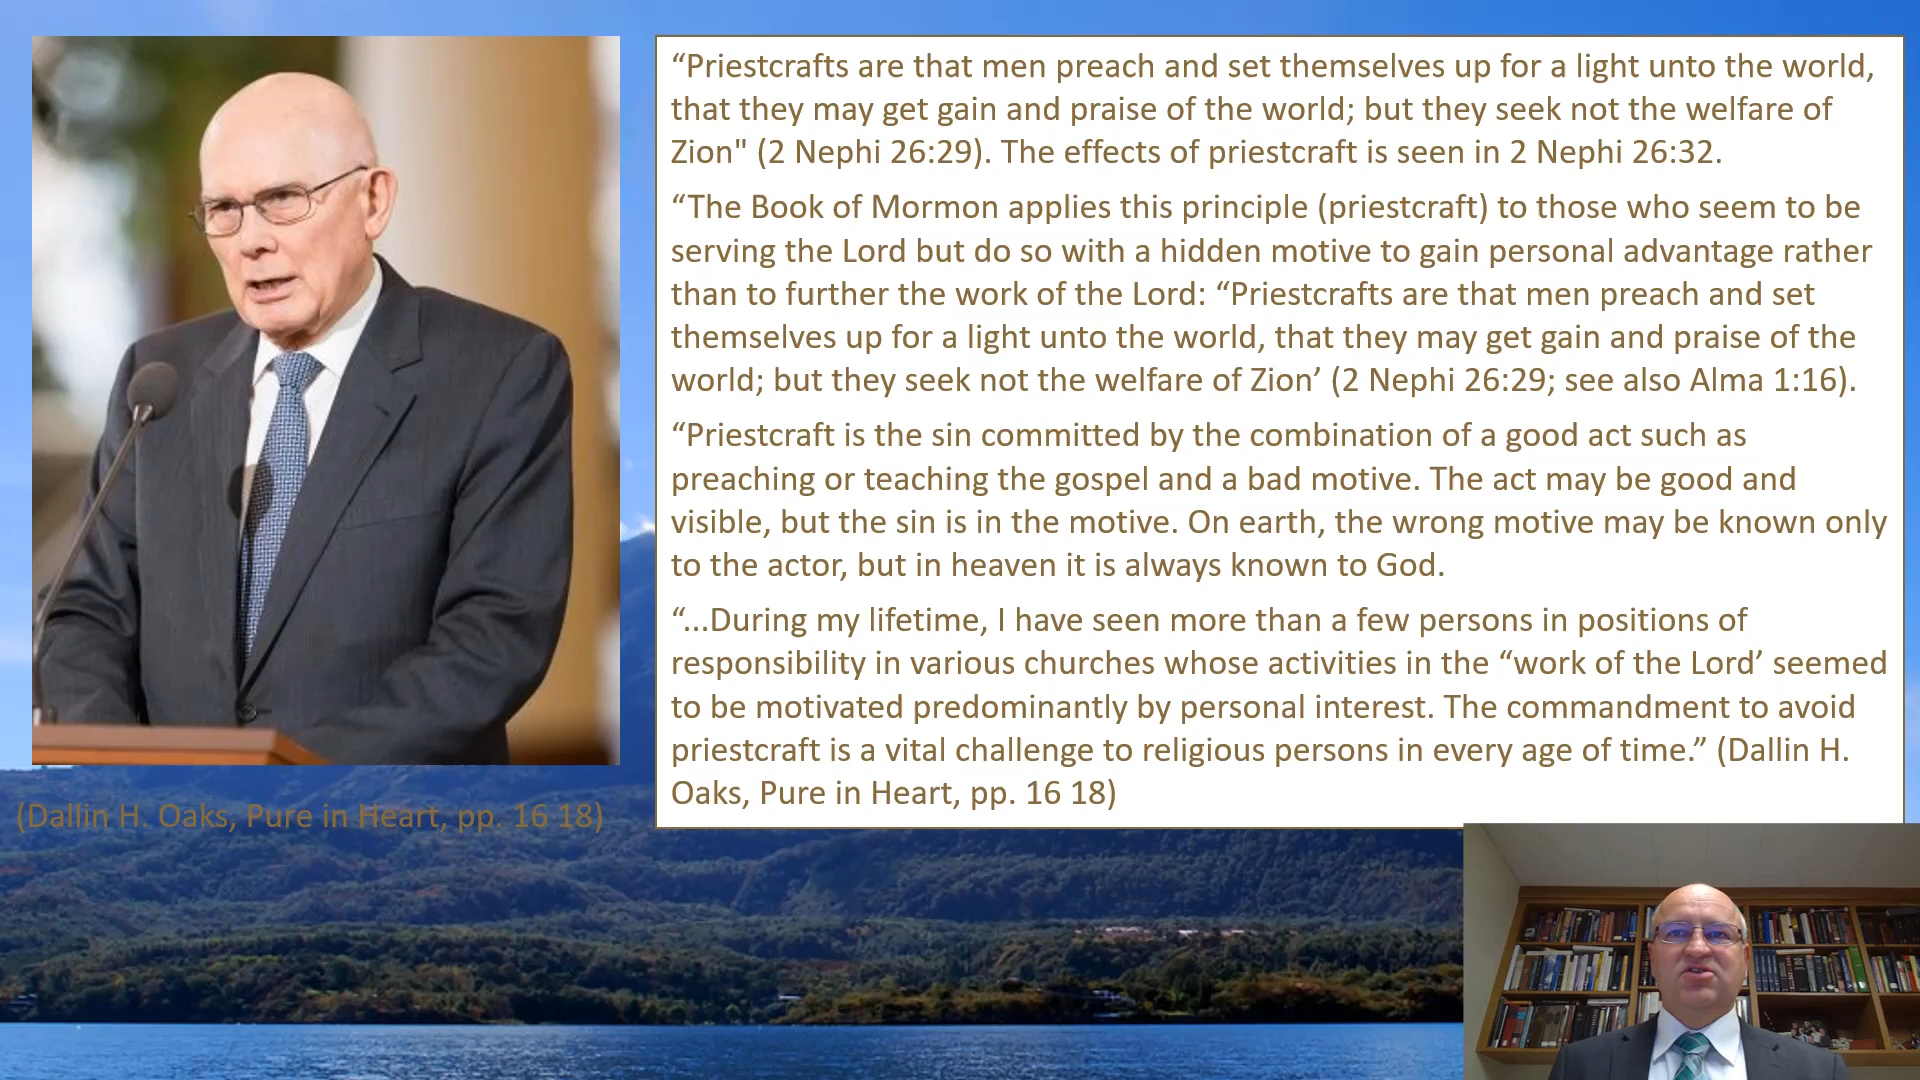 “Priestcrafts are that men preach and set themselves up for a light unto the world,
that they may get gain and praise of the world; but they seek not the welfare of
Zion" (2 Nephi 26:29). The effects of priestcraft is seen in 2 Nephi 26:32.
“The Book of Mormon applies this principle (priestcraft) to those who seem to be
serving the Lord but do so with a hidden motive to gain personal advantage rather
than to further the work of the Lord: “Priestcrafts are that men preach and set
themselves up for a light unto the world, that they may get gain and praise of the
world; but they seek not the welfare of Zion’ (2 Nephi 26:29; see also Alma 1:16).
“Priestcraft is the sin committed by the combination of a good act such as
preaching or teaching the gospel and a bad motive. The act may be good and
visible, but the sin is in the motive. On earth, the wrong motive may be known only
to the actor, but in heaven it is always known to God.
“...During my lifetime, I have seen more than a few persons in positions of
responsibility in various churches whose activities in the “work of the Lord’ seemed
to be motivated predominantly by personal interest. The commandment to avoid
priestcraft is a vital challenge to religious persons in every age of time.” (Dallin H.
Oaks, Pure in Heart, pp. 16 18)
(Dallin H. Oaks, Pure in Heart, pp. 16 18)